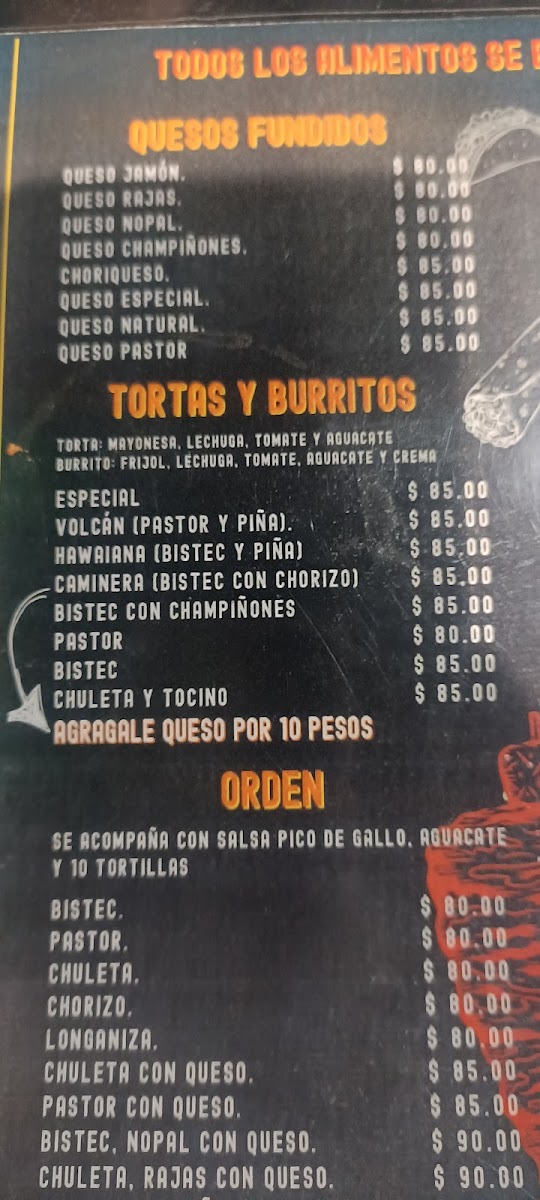 TODOS LOS ALIMENTOS SE
QUESOS FUNDIDOS
QUESO JAMÓN. $ 80.00
QUESO RAJAS. $ 80.00
QUESO NOPAL. $ 80.00
QUESO CHAMPIÑONES. $ 80.00
CHORIQUESO. $ 85.00
QUESO ESPECIAL. $ 85.00
QUESO NATURAL. $ 85.00
QUESO PASTOR $ 85.00
TORTAS Y BURRITOS
TORTA: MAYONESA, LECHUGA, TOMATE Y AGUACATE
BURRITO: FRIJOL, LECHUGA, TOMATE, AGUACATE Y CREMA
ESPECIAL $ 85.00
VOLCÁN (PASTOR Y PIÑA). $ 85.00
HAWAIANA (BISTEC Y PIÑA) $ 85.00
CAMINERA (BISTEC CON CHORIZO) $ 85.00
BISTEC CON CHAMPIÑONES $ 85.00
PASTOR $ 80.00
BISTEC $ 85.00
CHULETA Y TOCINO $ 85.00
AGRAGALE QUESO POR 10 PESOS
ORDEN
SE ACOMPAÑA CON SALSA PICO DE GALLO, AGUACATE
Y 10 TORTILLAS
BISTEC. $ 80.00
PASTOR. $ 80.00
CHULETA. $ 80.00
CHORIZO. $ 80.00
LONGANIZA. $ 80.00
CHULETA CON QUESO. $ 85.00
PASTOR CON QUESO. $ 85.00
BISTEC, NOPAL CON QUESO. $ 90.00
CHULETA, RAJAS CON QUESO. $ 90.00